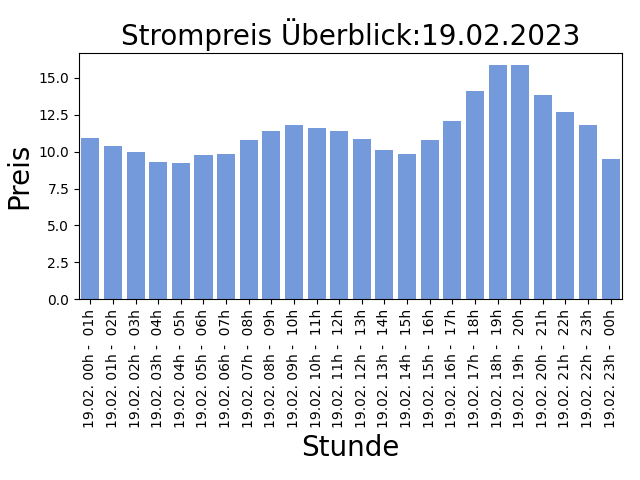 Strompreis Überblick:19.02.2023
Preis
15.0
12.5
10.0
7.5
5.0
2.5
0.0
19.02. 00h - 01h
19.02. 01h - 02h
19.02. 02h - 03h
19.02. 03h - 04h
19.02. 04h - 05h
19.02. 05h - 06h
19.02. 06h - 07h
19.02. 07h - 08h
19.02. 08h - 09h
19.02. 09h - 10h
19.02. 10h - 11h
19.02. 11h - 12h
19.02. 12h - 13h
19.02. 13h - 14h
19.02. 14h - 15h
19.02. 15h - 16h
19.02. 16h - 17h
19.02. 17h - 18h
19.02. 18h - 19h
19.02. 19h - 20h
19.02. 20h - 21h
19.02. 21h - 22h
19.02. 22h - 23h
19.02. 23h - 00h
Stunde